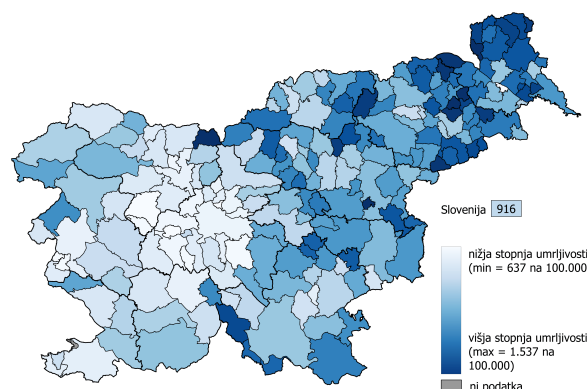 Slovenija 916
nižja stopnja umrljivosti
(min = 637 na 100.000)
višja stopnja umrljivosti
(max = 1.537 na
100.000)
ni podatka